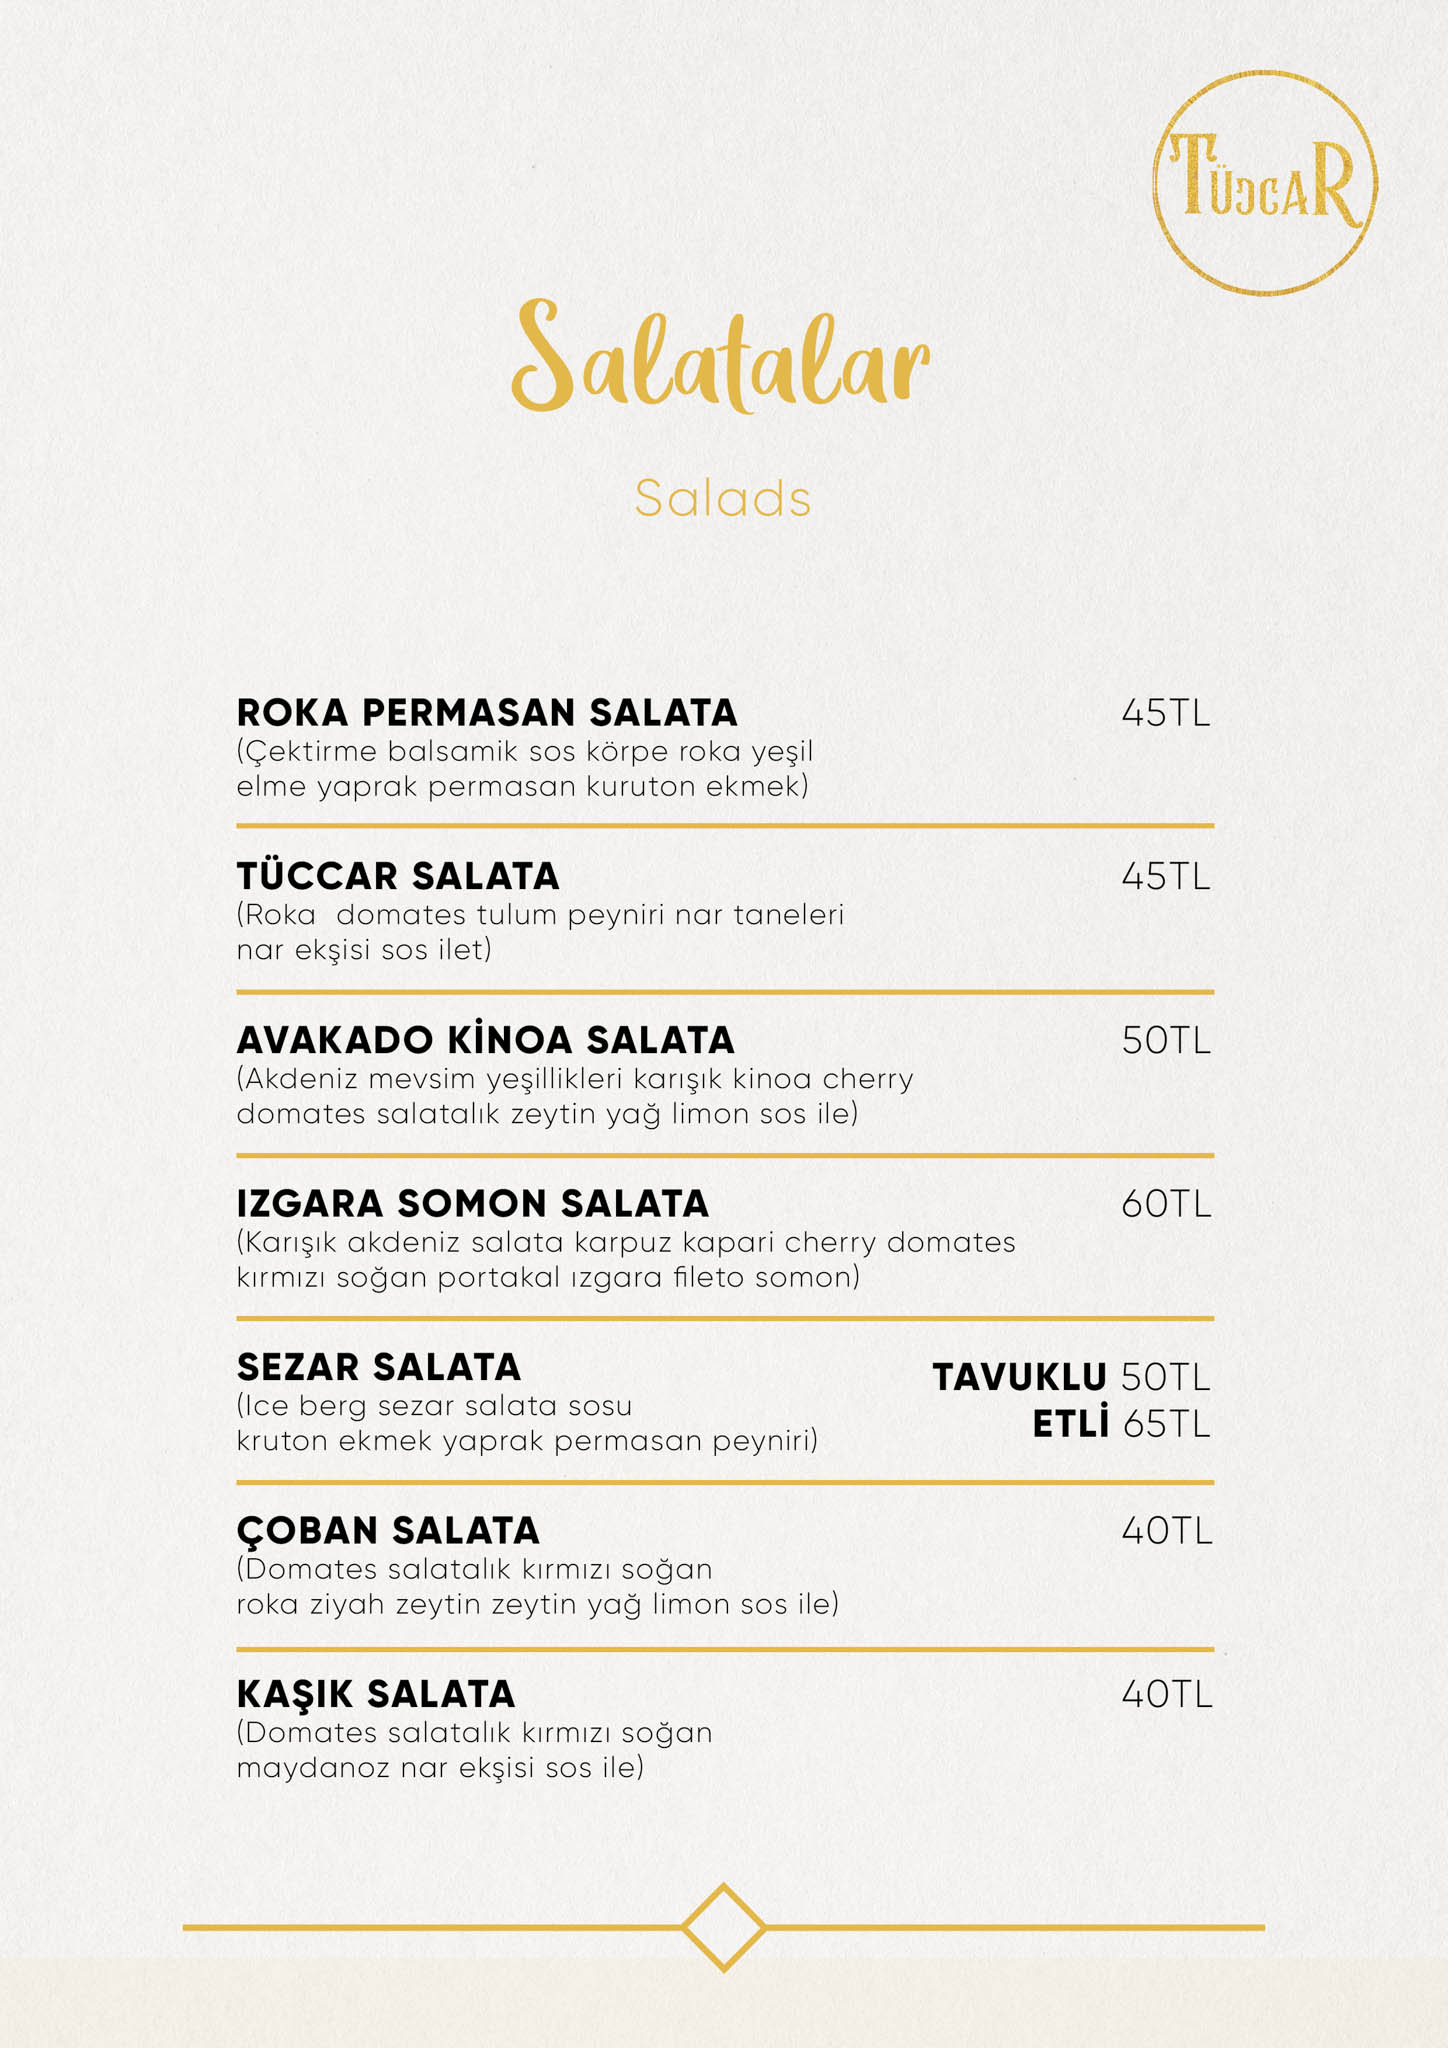 TÜCCAR
Salatalar
Salads
ROKA PERMASAN SALATA 45TL
(Çektirme balsamik sos körpe roka yeşil
elme yaprak permasan kuruton ekmek)
TÜCCAR SALATA 45TL
(Roka domates tulum peyniri nar taneleri
nar ekşisi sos ilet)
AVAKADO KİNOA SALATA 50TL
(Akdeniz mevsim yeşillikleri karışık kinoa cherry
domates salatalık zeytin yağ limon sos ile)
IZGARA SOMON SALATA 60TL
(Karışık akdeniz salata karpuz kapari cherry domates
kırmızı soğan portakal ızgara fileto somon)
SEZAR SALATA TAVUKLU 50TL
(Ice berg sezar salata sosu ETLİ 65TL
kruton ekmek yaprak permasan peyniri)
ÇOBAN SALATA 40TL
(Domates salatalık kırmızı soğan
roka ziyah zeytin zeytin yağ limon sos ile)
KAŞIK SALATA 40TL
(Domates salatalık kırmızı soğan
maydanoz nar ekşisi sos ile)